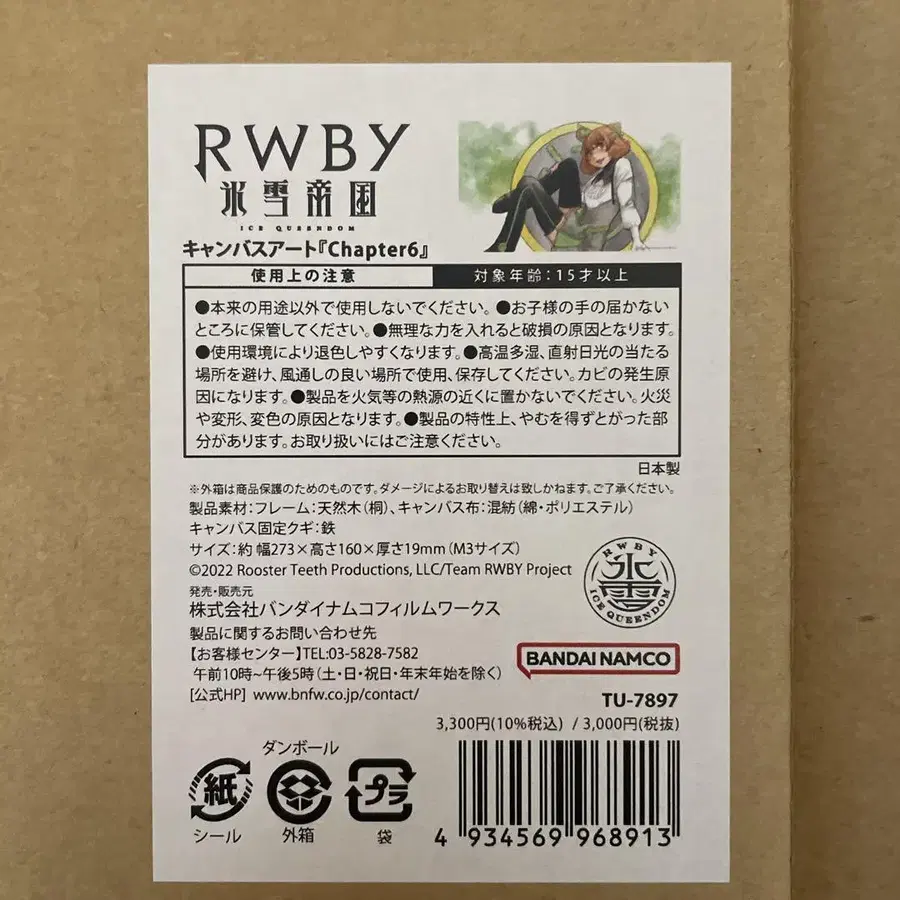 RWBY
氷雪帝国
ICE QUEENDOM
キャンバスアート『Chapter6』
使用上の注意
対象年齢：15才以上
●本来の用途以外で使用しないでください。●お子様の手の届かない
ところに保管してください。●無理な力を入れると破損の原因となります。
●使用環境により退色しやすくなります。●高温多湿、直射日光の当たる
場所を避け、風通しの良い場所で使用、保存してください。カビの発生原
因になります。●製品を火気等の熱源の近くに置かないでください。火災
や変形、変色の原因となります。●製品の特性上、やむを得ずとがった部
分があります。お取り扱いにはご注意ください。
日本製
※外箱は商品保護のためのものです。ダメージによるお取り替えは致しかねます。ご了承ください。
製品素材：フレーム：天然木（桐）、キャンバス布：混紡（綿・ポリエステル）
キャンバス固定クギ：鉄
サイズ：約 幅273×高さ160×厚さ19mm（M3サイズ）
©2022 Rooster Teeth Productions, LLC/Team RWBY Project
RWBY
氷雪
ICE QUEENDOM
発売・販売元
株式会社バンダイナムコフィルムワークス
製品に関するお問い合わせ先
【お客様センター】TEL:03-5828-7582
午前10時~午後5時（土・日・祝日・年末年始を除く）
[公式HP] www.bnfw.co.jp/contact/
BANDAI NAMCO
TU-7897
3,300円(10%税込) / 3,000円(税抜)
ダンボール
紙
プラ
シール
外箱
袋
4 934569 968913